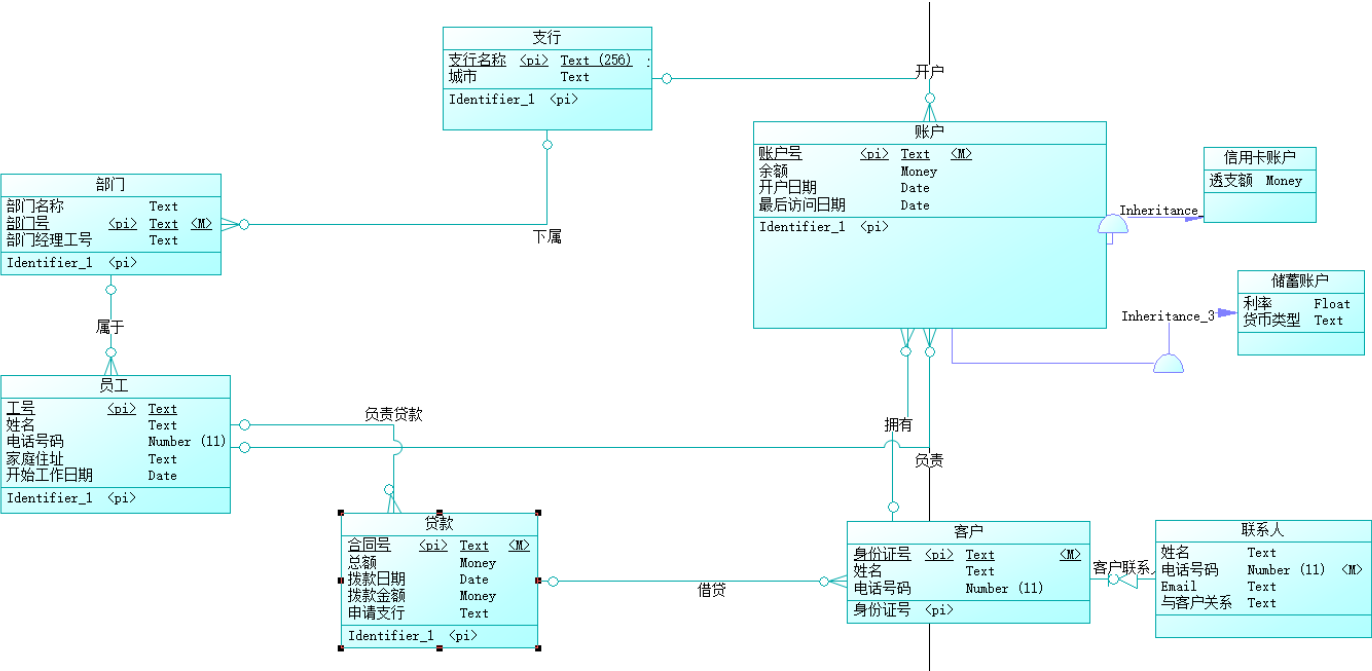 支行
支行名称 <pi> Text (256)
城市 Text
Identifier_1 <pi>
开户
账户
账户号 <pi> Text <M>
余额 Money
开户日期 Date
最后访问日期 Date
Identifier_1 <pi>
信用卡账户
透支额 Money
Inheritance_
部门
部门名称 Text
部门号 <pi> Text <M>
部门经理工号 Text
Identifier_1 <pi>
下属
储蓄账户
利率 Float
货币类型 Text
Inheritance_3
属于
员工
工号 <pi> Text
姓名 Text
电话号码 Number (11)
家庭住址 Text
开始工作日期 Date
Identifier_1 <pi>
负责贷款
拥有
负责
贷款
合同号 <pi> Text <M>
总额 Money
拨款日期 Date
拨款金额 Money
申请支行 Text
Identifier_1 <pi>
借贷
客户
身份证号 <pi> Text <M>
姓名 Text
电话号码 Number (11)
身份证号 <pi>
客户联系
联系人
姓名 Text
电话号码 Number (11) <M>
Email Text
与客户关系 Text